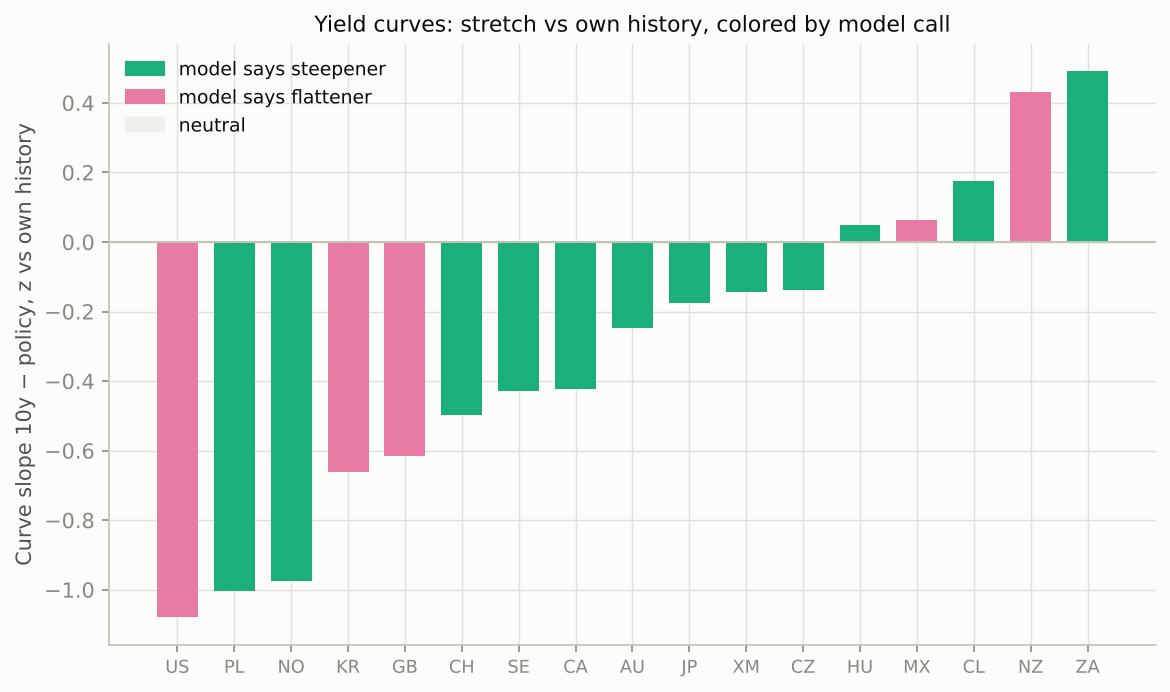 Yield curves: stretch vs own history, colored by model call
model says steepener
model says flattener
neutral
Curve slope 10y − policy, z vs own history
0.4
0.2
0.0
−0.2
−0.4
−0.6
−0.8
−1.0
US PL NO KR GB CH SE CA AU JP XM CZ HU MX CL NZ ZA